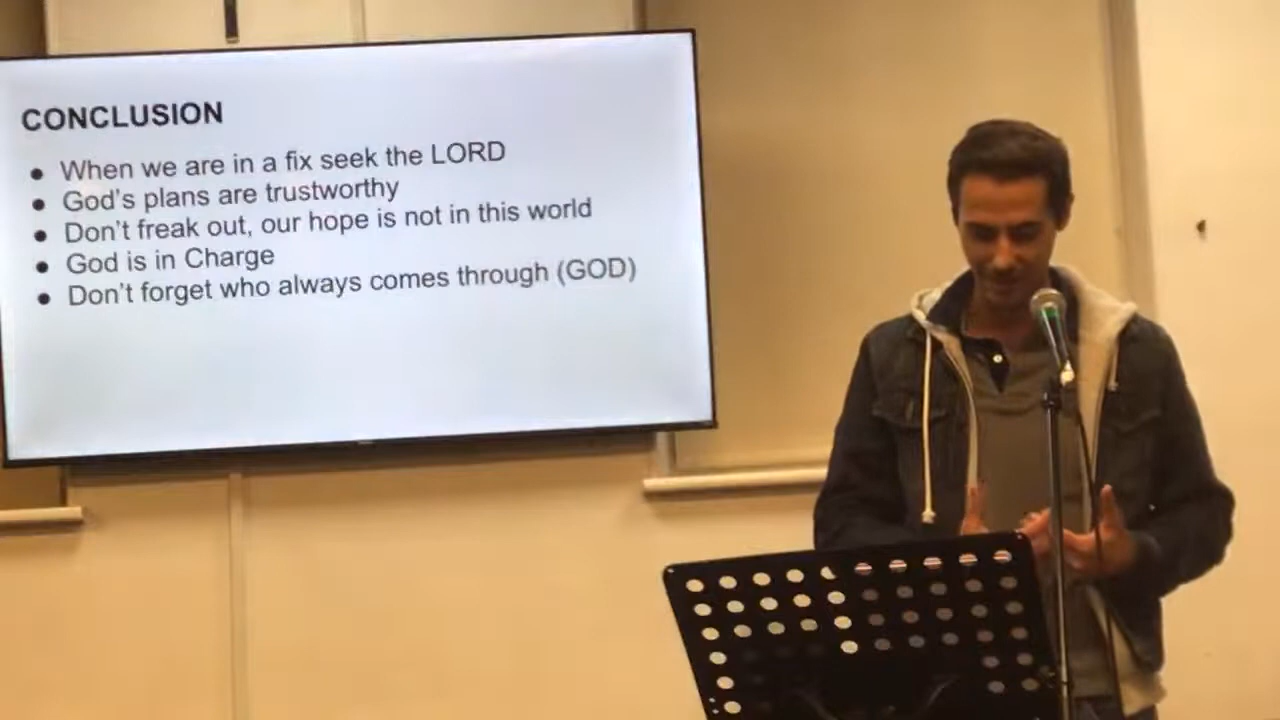 CONCLUSION
● When we are in a fix seek the LORD
● God's plans are trustworthy
● Don't freak out, our hope is not in this world
● God is in Charge
● Don't forget who always comes through (GOD)